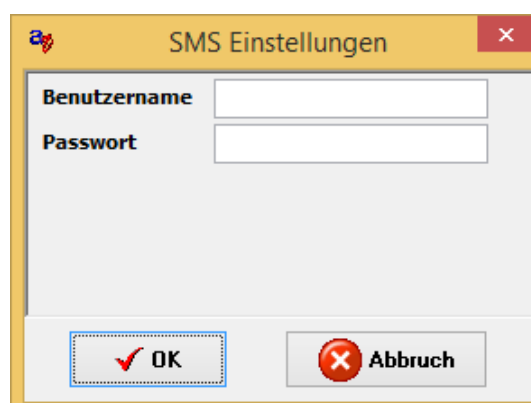 SMS Einstellungen
Benutzername
Passwort
OK
Abbruch